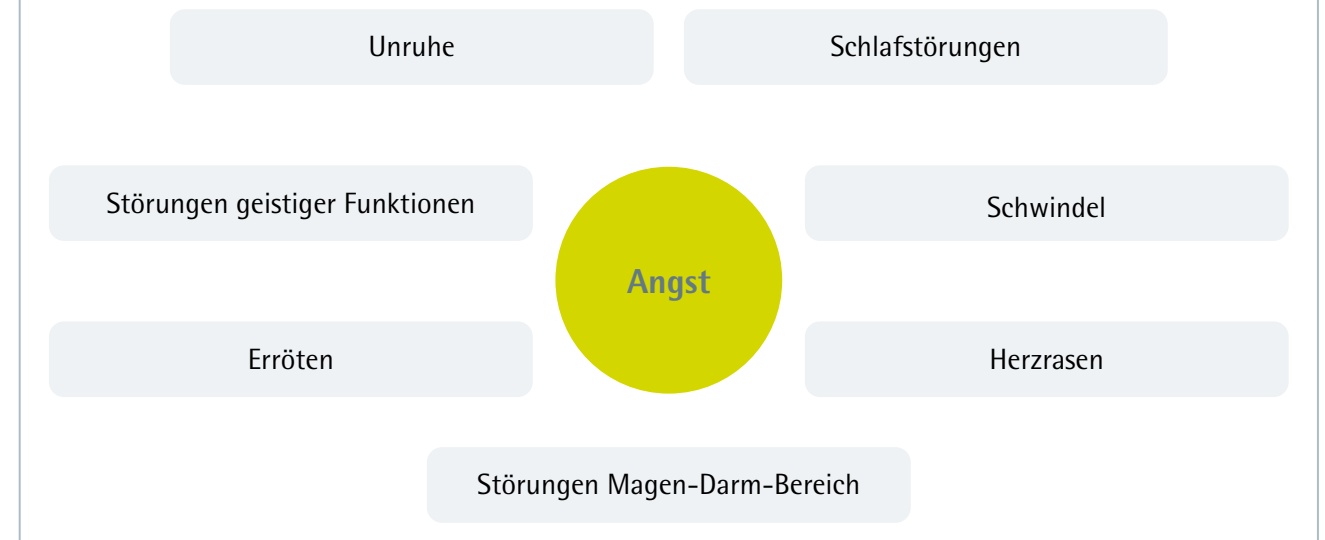 Unruhe
Schlafstörungen
Störungen geistiger Funktionen
Schwindel
Angst
Erröten
Herzrasen
Störungen Magen-Darm-Bereich